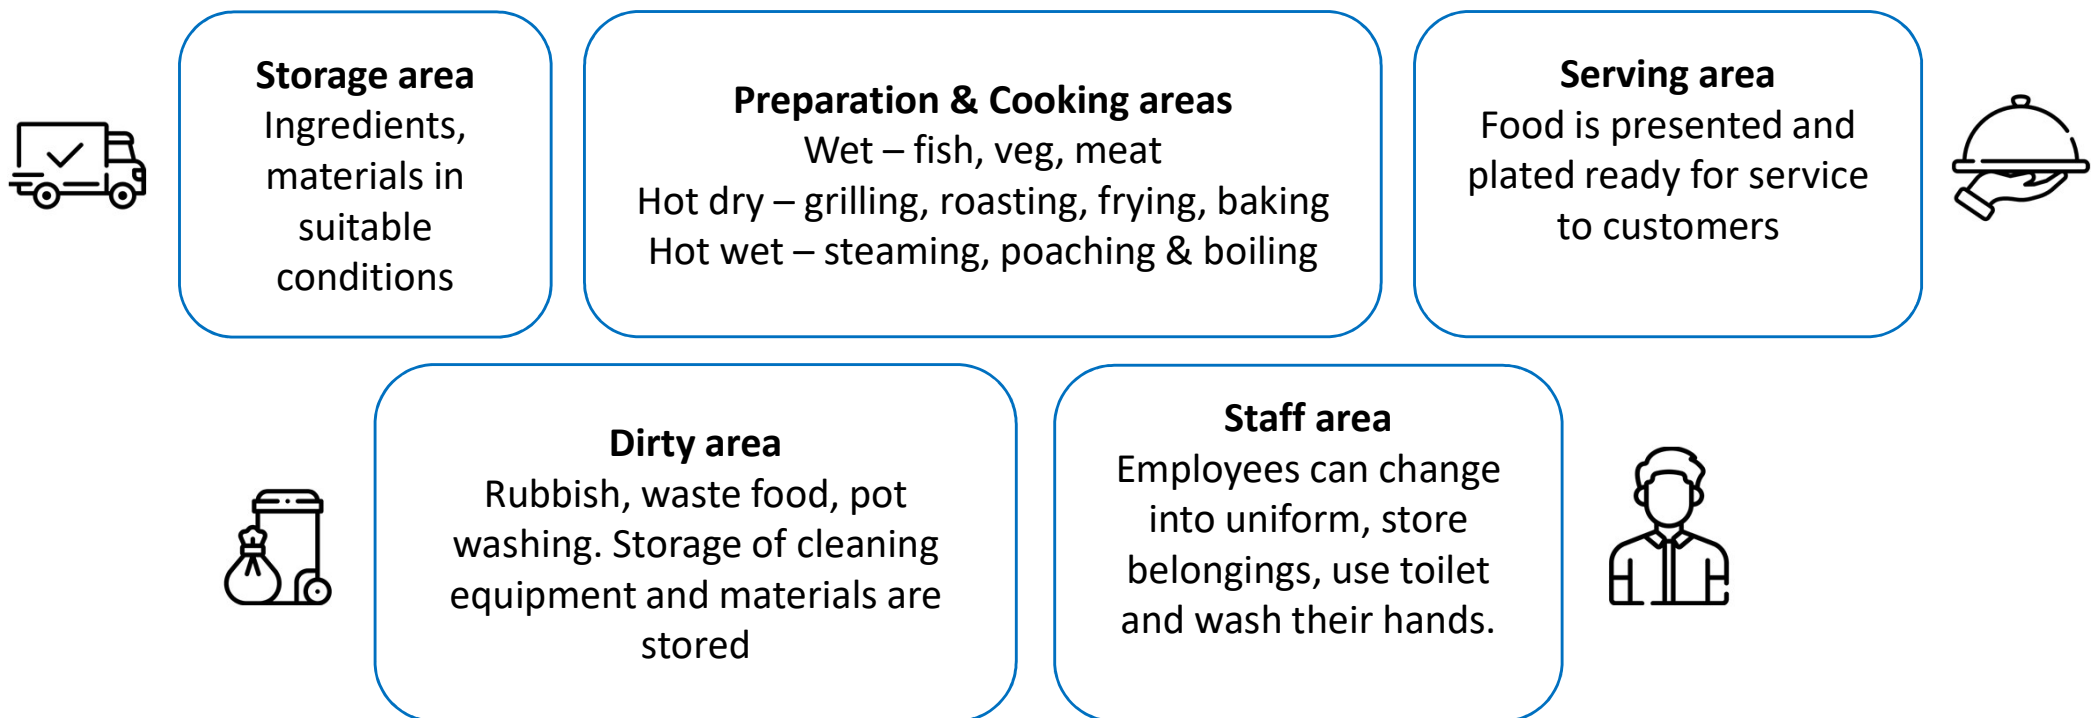 Storage area
Ingredients,
materials in
suitable
conditions
Preparation & Cooking areas
Wet – fish, veg, meat
Hot dry – grilling, roasting, frying, baking
Hot wet – steaming, poaching & boiling
Serving area
Food is presented and
plated ready for service
to customers
Dirty area
Rubbish, waste food, pot
washing. Storage of cleaning
equipment and materials are
stored
Staff area
Employees can change
into uniform, store
belongings, use toilet
and wash their hands.